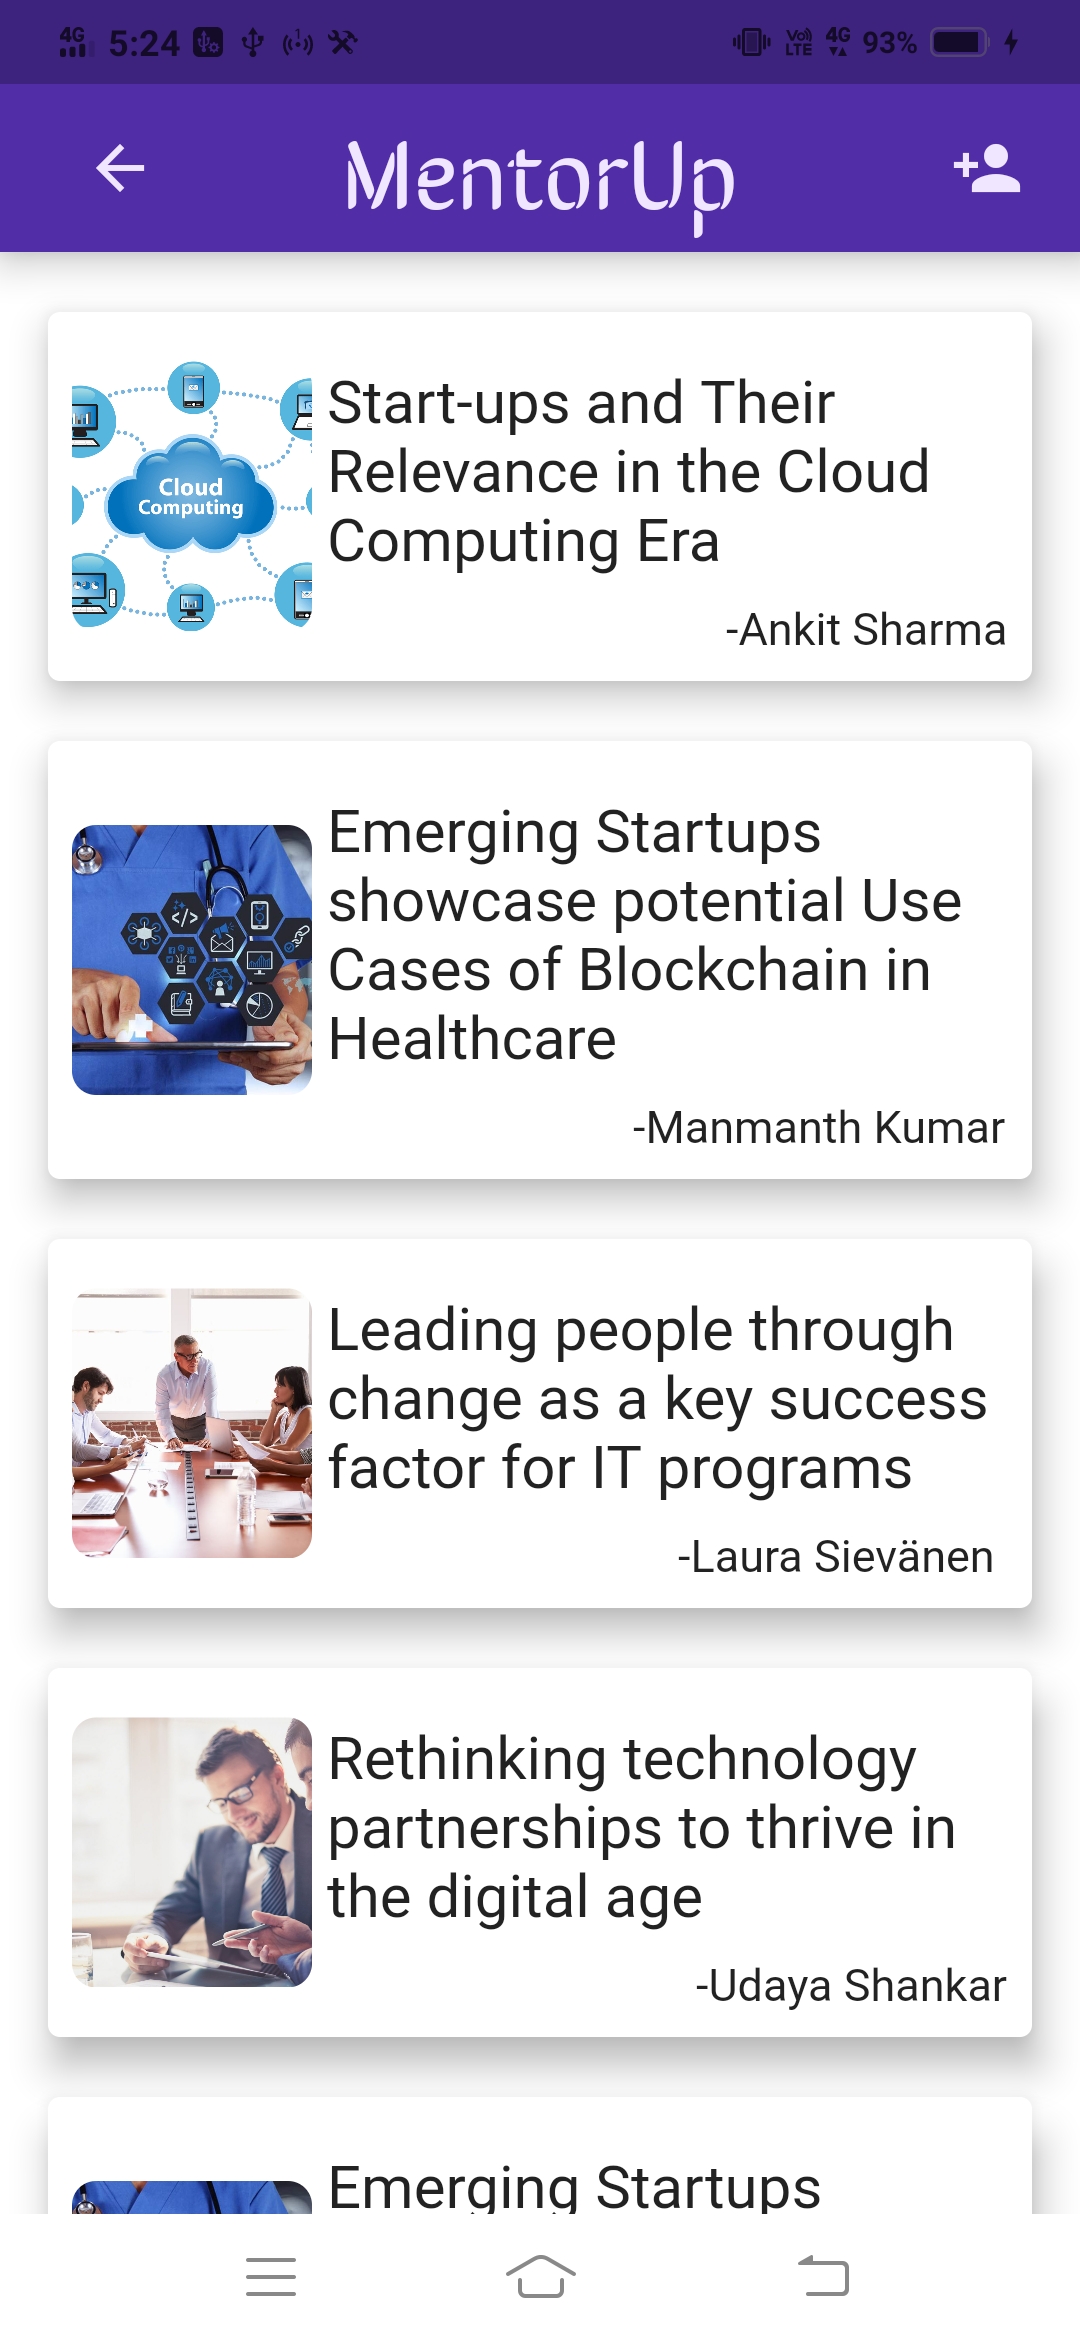 4G 5:24 Vo) LTE 4G 93%
MentorUp
Cloud
Computing
Start-ups and Their
Relevance in the Cloud
Computing Era
-Ankit Sharma
Emerging Startups
showcase potential Use
Cases of Blockchain in
Healthcare
-Manmanth Kumar
Leading people through
change as a key success
factor for IT programs
-Laura Sievänen
Rethinking technology
partnerships to thrive in
the digital age
-Udaya Shankar
Emerging Startups